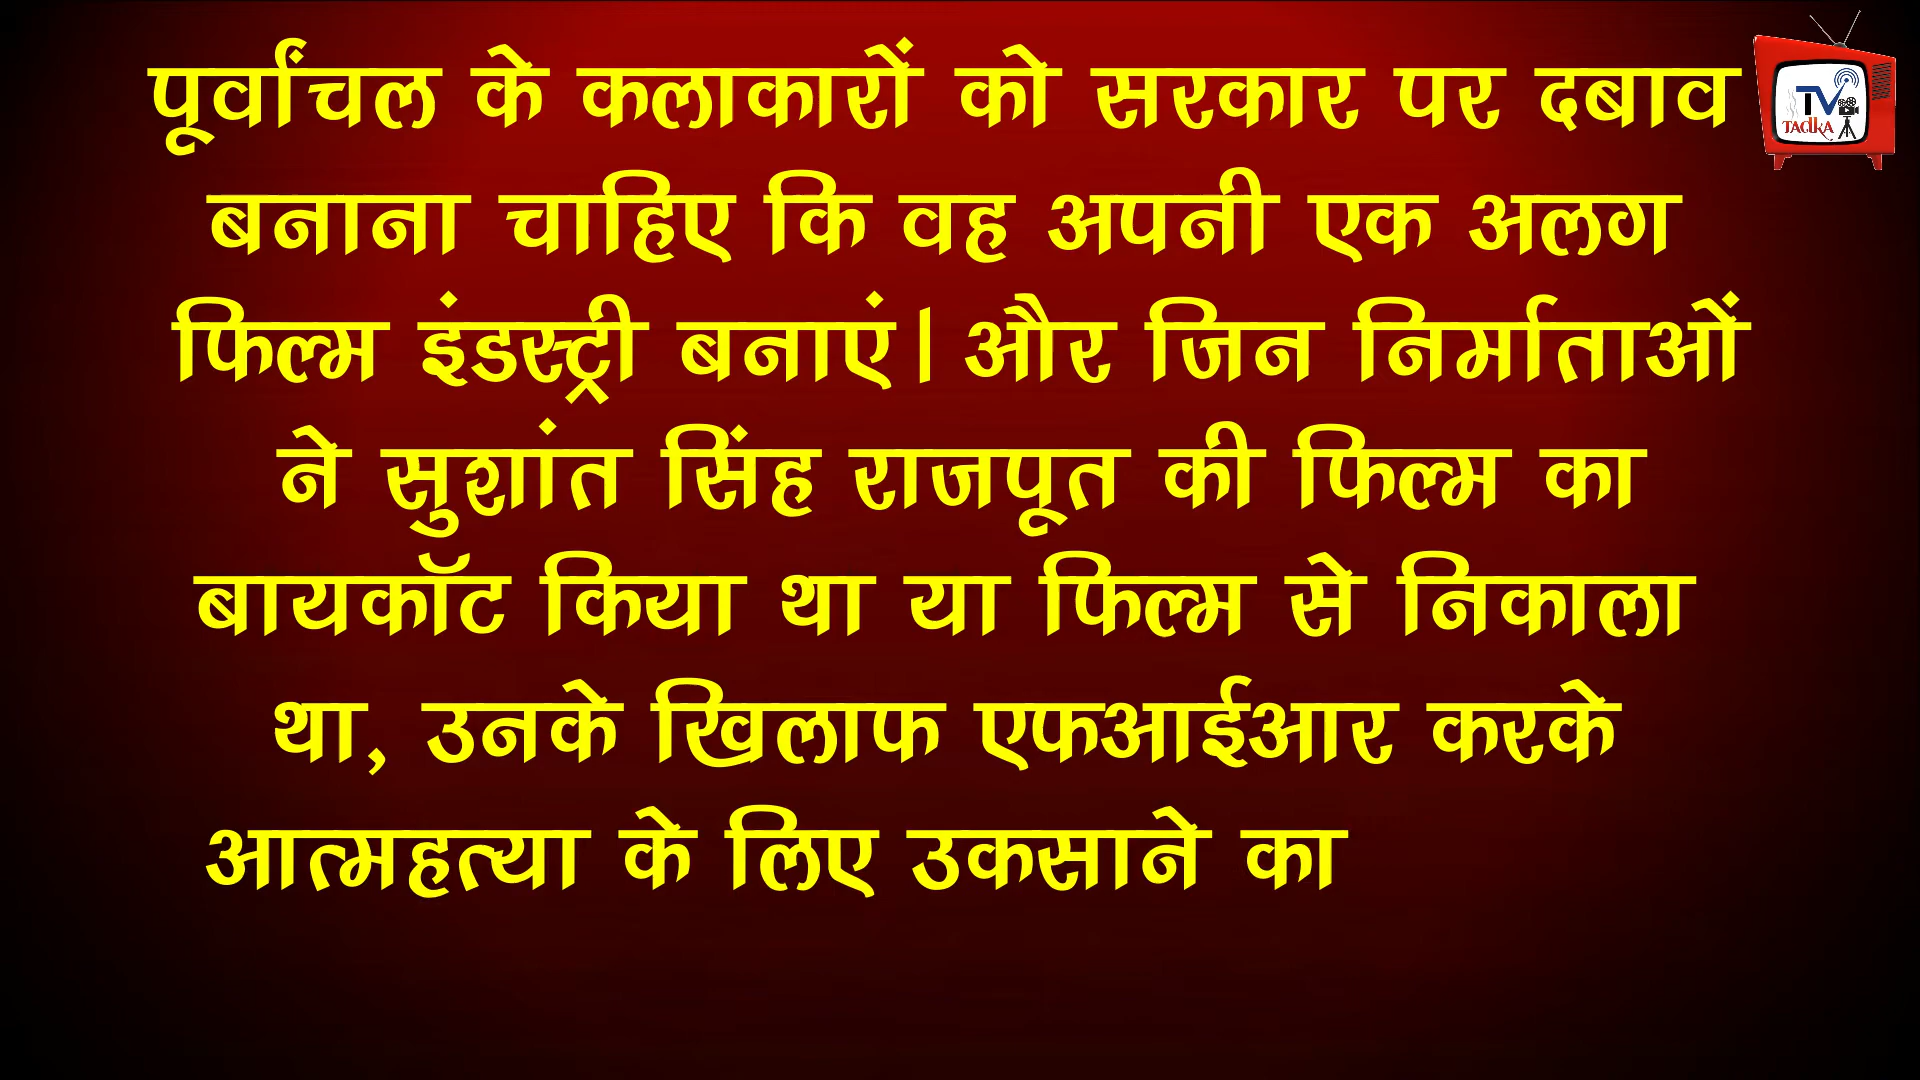 पूर्वांचल के कलाकारों को सरकार पर दबाव
बनाना चाहिए कि वह अपनी एक अलग
फिल्म इंडस्ट्री बनाएं। और जिन निर्माताओं
ने सुशांत सिंह राजपूत की फिल्म का
बायकॉट किया था या फिल्म से निकाला
था, उनके खिलाफ एफआईआर करके
आत्महत्या के लिए उकसाने का
TV
TADKA